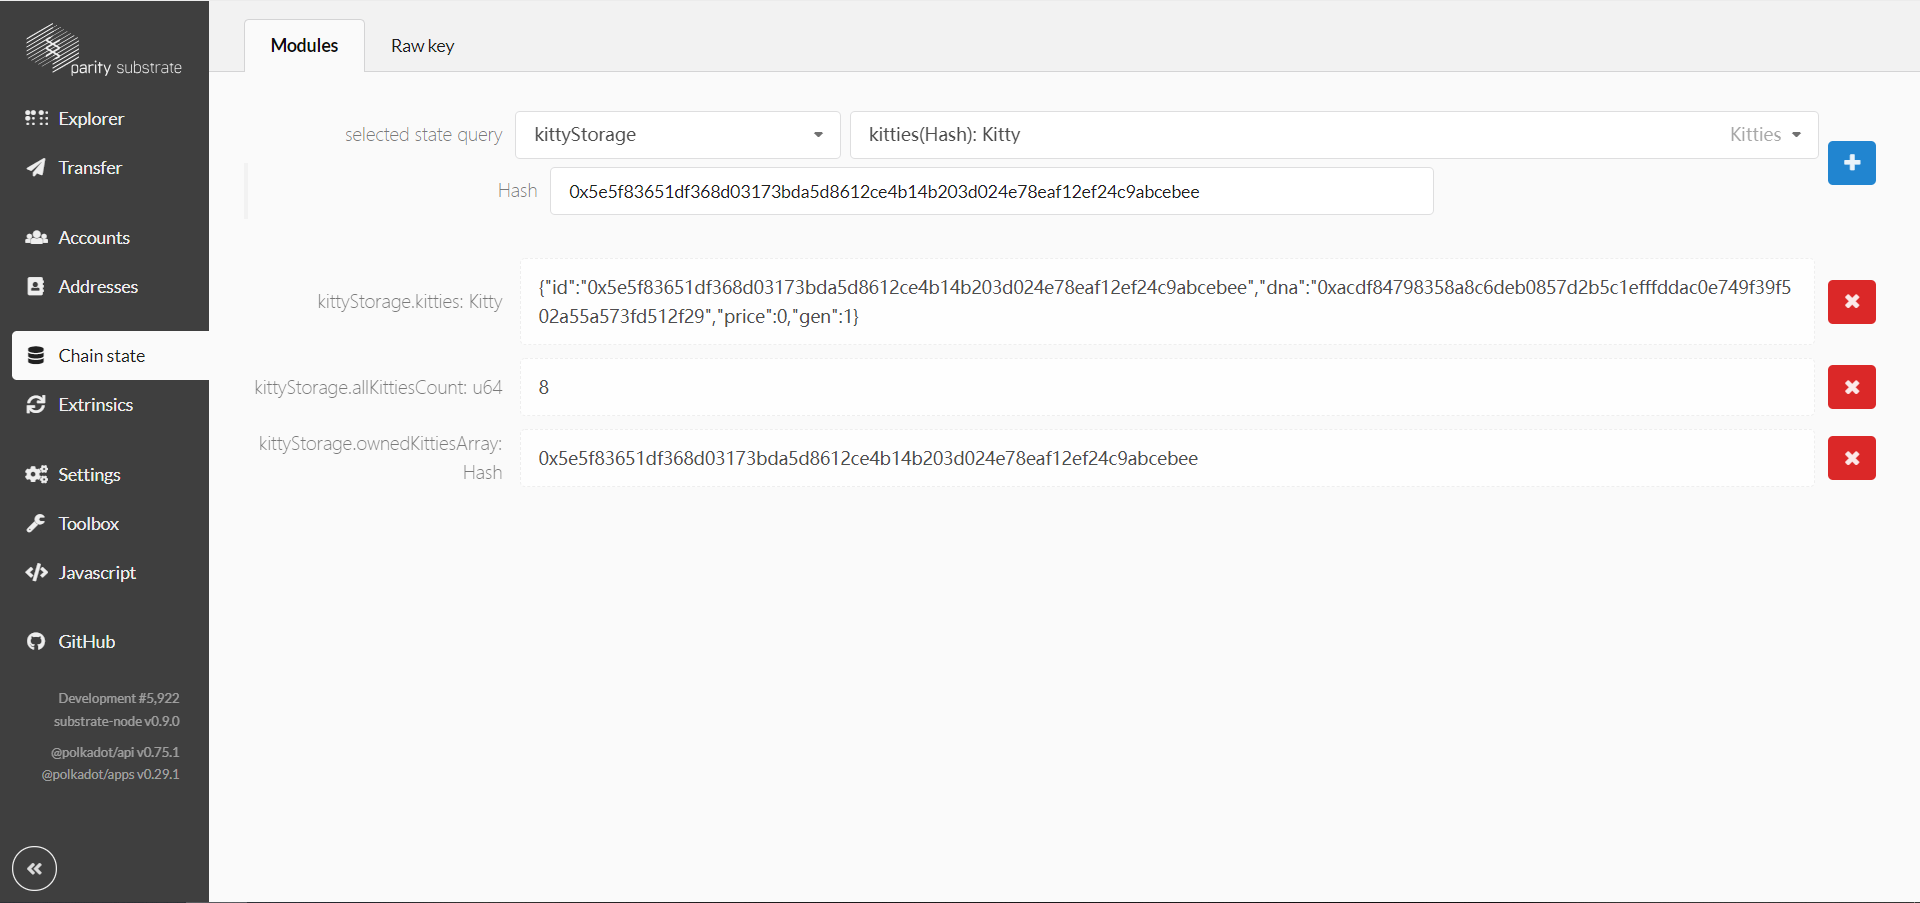 parity substrate
Explorer
Transfer
Accounts
Addresses
Chain state
Extrinsics
Settings
Toolbox
Javascript
GitHub
Development #5,922
substrate-node v0.9.0
@polkadot/api v0.75.1
@polkadot/apps v0.29.1
Modules
Raw key
selected state query
kittyStorage
kitties(Hash): Kitty
Kitties
Hash
0x5e5f83651df368d03173bda5d8612ce4b14b203d024e78eaf12ef24c9abcebee
kittyStorage.kitties: Kitty
{"id":"0x5e5f83651df368d03173bda5d8612ce4b14b203d024e78eaf12ef24c9abcebee","dna":"0xacdf84798358a8c6deb0857d2b5c1efffddac0e749f39f5
02a55a573fd512f29","price":0,"gen":1}
kittyStorage.allKittiesCount: u64
8
kittyStorage.ownedKittiesArray:
Hash
0x5e5f83651df368d03173bda5d8612ce4b14b203d024e78eaf12ef24c9abcebee